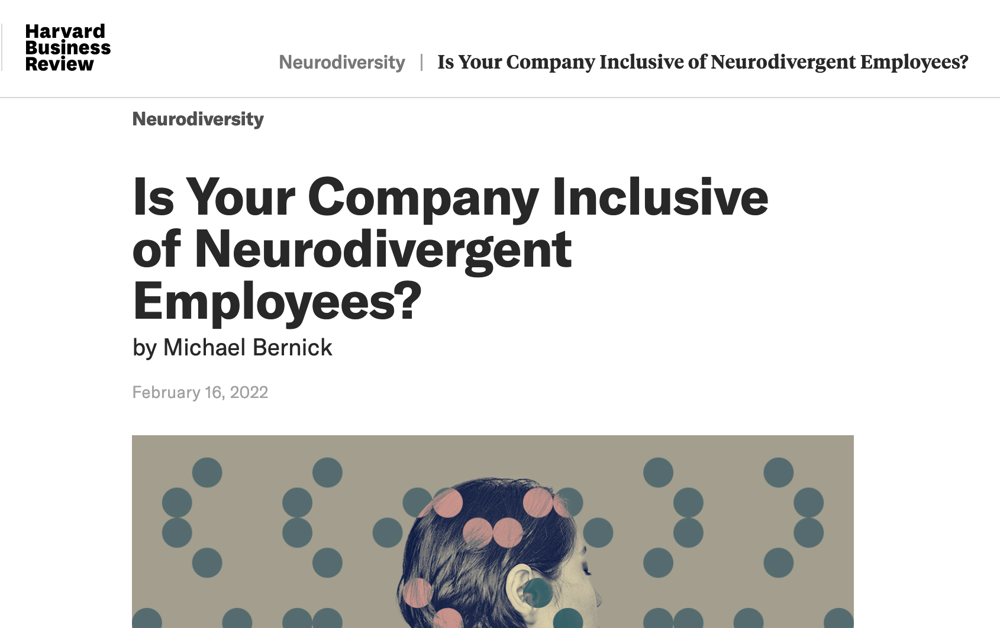 Harvard
Business
Review
Neurodiversity | Is Your Company Inclusive of Neurodivergent Employees?
Neurodiversity
Is Your Company Inclusive
of Neurodivergent
Employees?
by Michael Bernick
February 16, 2022